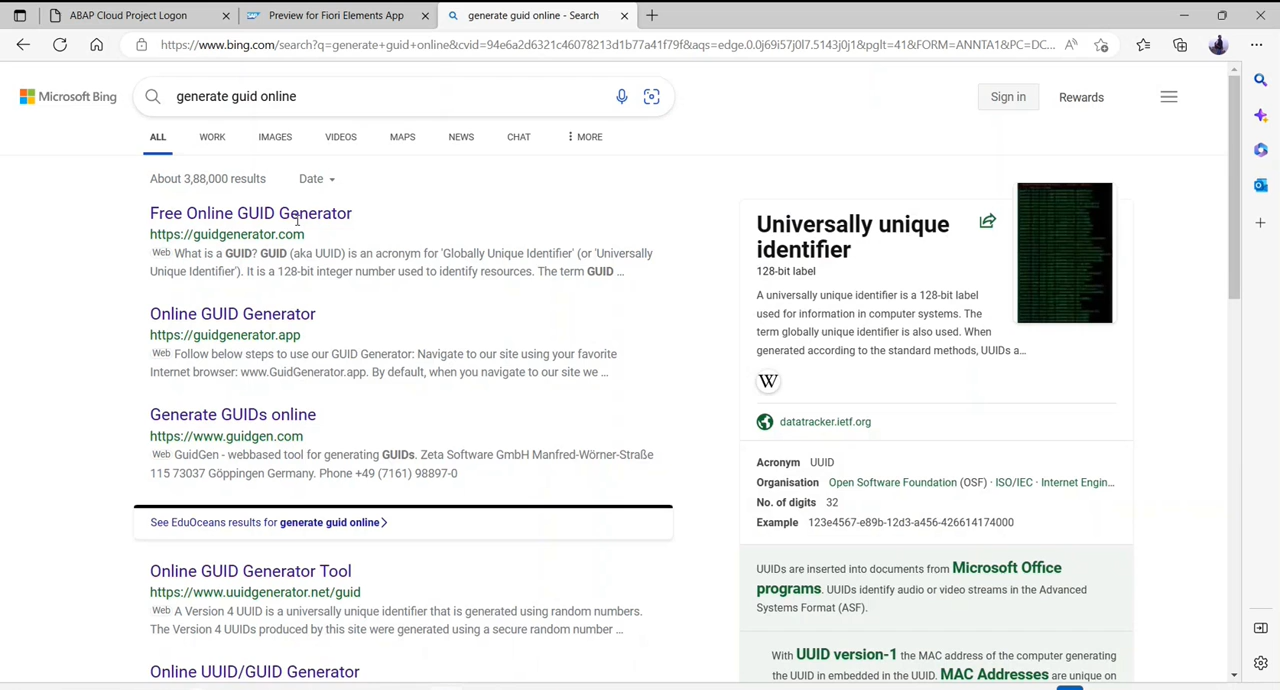 ABAP Cloud Project Logon
Preview for Fiori Elements App
generate guid online - Search
https://www.bing.com/search?q=generate+guid+online&cvid=94e6a2d6321c46078213d1b77a41f79f&aqs=edge.0.0j69i57j0l7.5143j0j1&pglt=41&FORM=ANNTA1&PC=DC...
Microsoft Bing
generate guid online
Sign in
Rewards
ALL WORK IMAGES VIDEOS MAPS NEWS CHAT MORE
About 3,88,000 results Date
Free Online GUID Generator
https://guidgenerator.com
Web What is a GUID? GUID (aka UUID) is an acronym for 'Globally Unique Identifier' (or 'Universally
Unique Identifier'). It is a 128-bit integer number used to identify resources. The term GUID ...
Online GUID Generator
https://guidgenerator.app
Web Follow below steps to use our GUID Generator: Navigate to our site using your favorite
Internet browser: www.GuidGenerator.app. By default, when you navigate to our site we ...
Generate GUIDs online
https://www.guidgen.com
Web GuidGen - webbased tool for generating GUIDs. Zeta Software GmbH Manfred-Wörner-Straße
115 73037 Göppingen Germany. Phone +49 (7161) 98897-0
See EduOceans results for generate guid online
Online GUID Generator Tool
https://www.uuidgenerator.net/guid
Web A Version 4 UUID is a universally unique identifier that is generated using random numbers.
The Version 4 UUIDs produced by this site were generated using a secure random number ...
Online UUID/GUID Generator
Universally unique
identifier
128-bit label
A universally unique identifier is a 128-bit label
used for information in computer systems. The
term globally unique identifier is also used. When
generated according to the standard methods, UUIDs a...
W
datatracker.ietf.org
Acronym UUID
Organisation Open Software Foundation (OSF) · ISO/IEC · Internet Engin...
No. of digits 32
Example 123e4567-e89b-12d3-a456-426614174000
UUIDs are inserted into documents from Microsoft Office
programs. UUIDs identify audio or video streams in the Advanced
Systems Format (ASF).
With UUID version-1 the MAC address of the computer generating
the UUID in embedded in the UUID. MAC Addresses are unique on